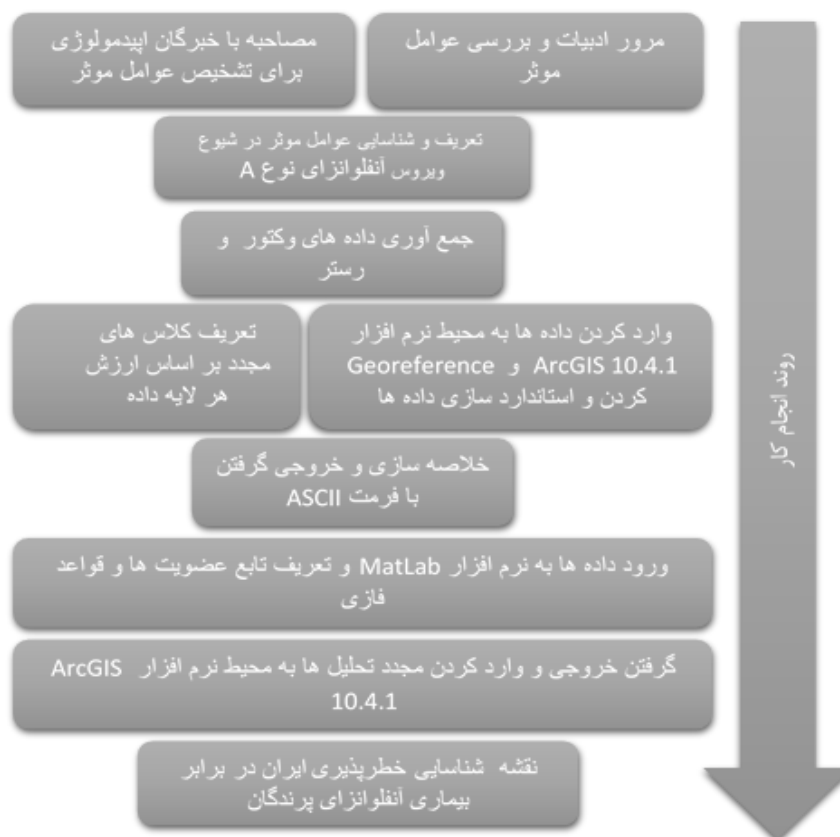 مرور ادبیات و بررسی عوامل
موثر
مصاحبه با خبرگان اپیدمولوژی
برای تشخیص عوامل موثر
تعریف و شناسایی عوامل موثر در شیوع
ویروس آنفلوانزای نوع A
جمع آوری داده های وکتور و
رستر
وارد کردن داده ها به محیط نرم افزار
ArcGIS 10.4.1 و Georeference
کردن و استاندارد سازی داده ها
تعریف کلاس های
مجدد بر اساس ارزش
هر لایه داده
خلاصه سازی و خروجی گرفتن
با فرمت ASCII
ورود داده ها به نرم افزار MatLab و تعریف تابع عضویت ها و قواعد
فازی
گرفتن خروجی و وارد کردن مجدد تحلیل ها به محیط نرم افزار ArcGIS
10.4.1
نقشه شناسایی خطرپذیری ایران در برابر
بیماری آنفلوانزای پرندگان
روند انجام کار